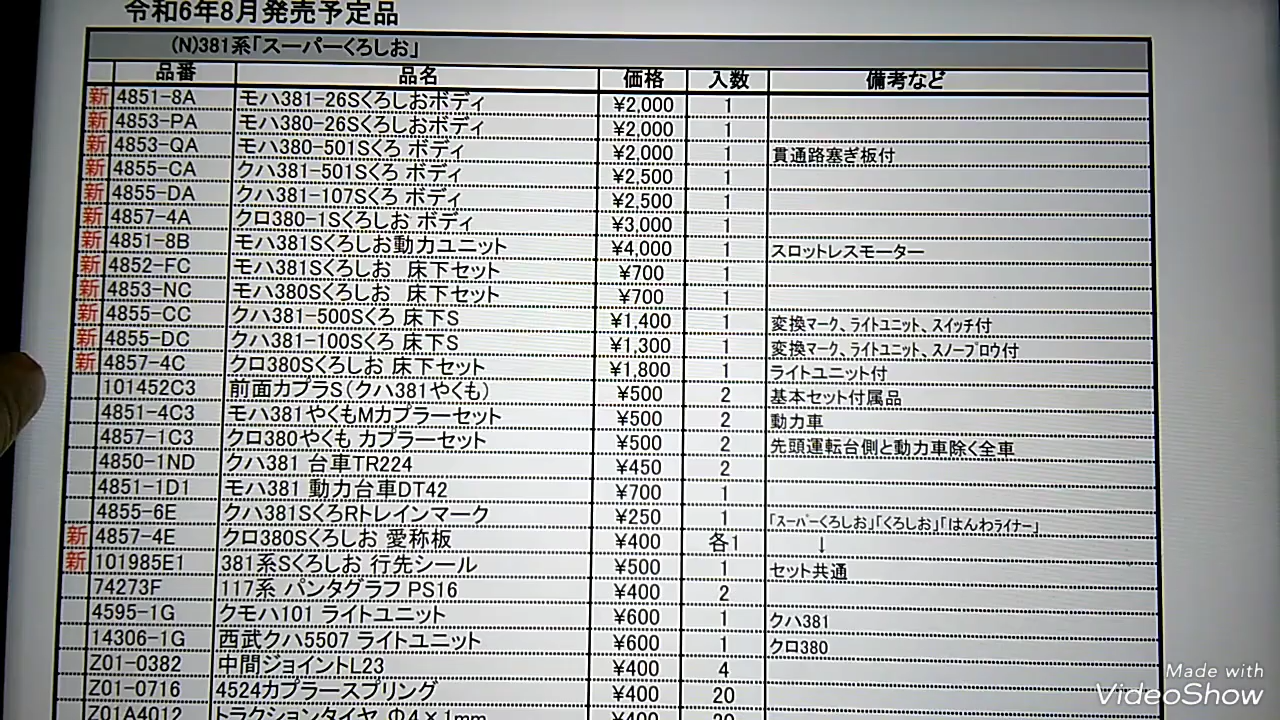 令和6年8月発売予定品
(N)381系「スーパーくろしお」
品番 品名 価格 入数 備考など
新 4851-8A モハ381-26Sくろしおボディ ¥2,000 1
新 4853-PA モハ380-26Sくろしおボディ ¥2,000 1
新 4853-QA モハ380-501Sくろ ボディ ¥2,000 1 貫通路塞ぎ板付
新 4855-CA クハ381-501Sくろ ボディ ¥2,500 1
新 4855-DA クハ381-107Sくろ ボディ ¥2,500 1
新 4857-4A クロ380-1Sくろしお ボディ ¥3,000 1
新 4851-8B モハ381Sくろしお動力ユニット ¥4,000 1 スロットレスモーター
新 4852-FC モハ381Sくろしお 床下セット ¥700 1
新 4853-NC モハ380Sくろしお 床下セット ¥700 1
新 4855-CC クハ381-500Sくろ 床下S ¥1,400 1 変換マーク、ライトユニット、スイッチ付
新 4855-DC クハ381-100Sくろ 床下S ¥1,300 1 変換マーク、ライトユニット、スノープロウ付
新 4857-4C クロ380Sくろしお 床下セット ¥1,800 1 ライトユニット付
101452C3 前面カプラS(クハ381やくも) ¥500 2 基本セット付属品
4851-4C3 モハ381やくもMカプラーセット ¥500 2 動力車
4857-1C3 クロ380やくも カプラーセット ¥500 2 先頭運転台側と動力車除く全車
4850-1ND クハ381 台車TR224 ¥450 2
4851-1D1 モハ381 動力台車DT42 ¥700 1
4855-6E クハ381SくろRトレインマーク ¥250 1 「スーパーくろしお」「くろしお」「はんわライナー」
新 4857-4E クロ380Sくろしお 愛称板 ¥400 各1 ↓
新 101985E1 381系Sくろしお 行先シール ¥500 1 セット共通
74273F 117系 パンタグラフ PS16 ¥400 2
4595-1G クモハ101 ライトユニット ¥600 1 クハ381
14306-1G 西武クハ5507 ライトユニット ¥600 1 クロ380
Z01-0382 中間ジョイントL23 ¥400 4
Z01-0716 4524カプラースプリング ¥400 20
Z01A4012 トラクションタイヤ Φ4×1mm ¥400 20
Made with
VideoShow